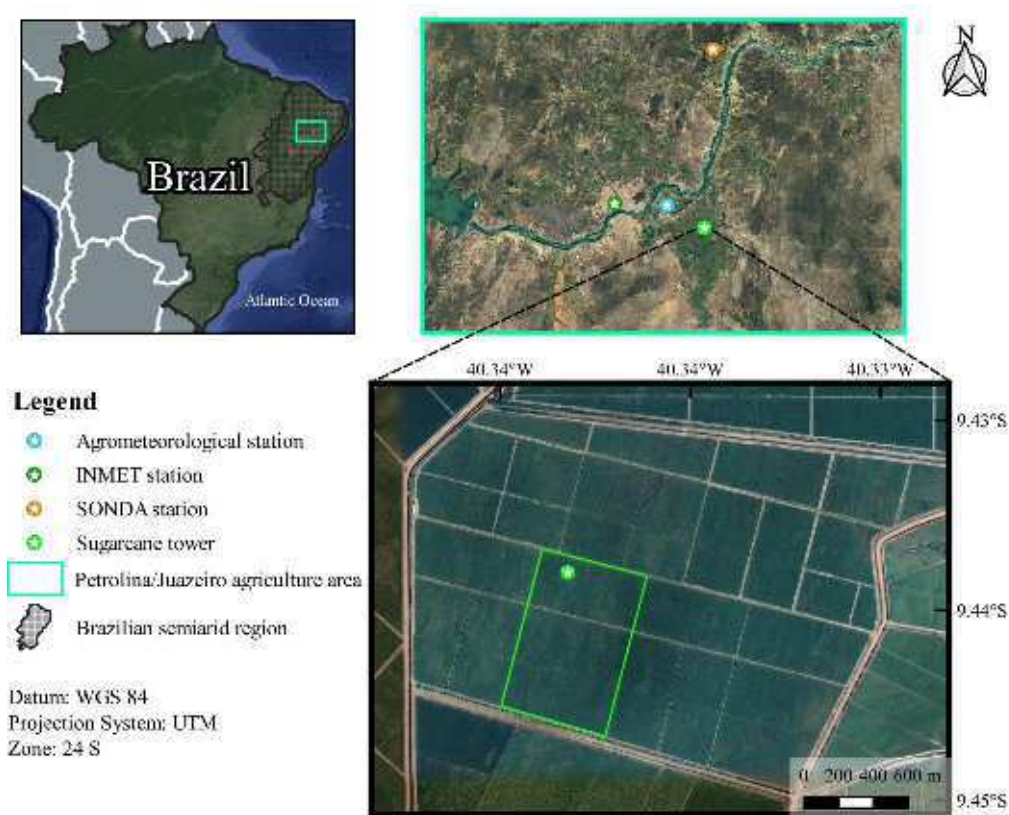 Brazil
Atlantic Ocean
N
Legend
Agrometeorological station
INMET station
SONDA station
Sugarcane tower
Petrolina/Juazeiro agriculture area
Brazilian semiarid region
Datum: WGS 84
Projection System: UTM
Zone: 24 S
40.34°W 40.34°W 40.33°W
9.43°S
9.44°S
9.45°S
0 200 400 600 m